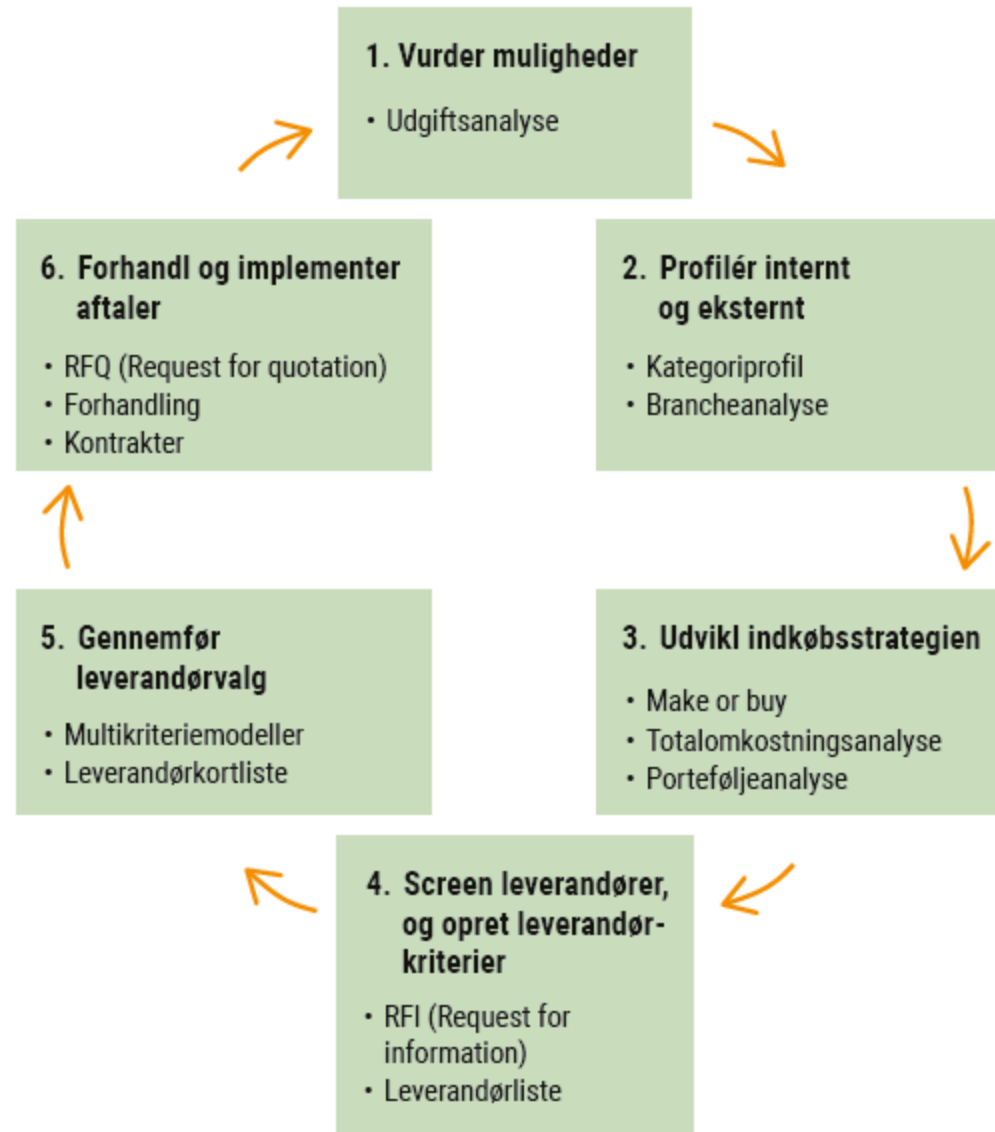 1. Vurder muligheder
• Udgiftsanalyse
2. Profilér internt
og eksternt
• Kategoriprofil
• Brancheanalyse
3. Udvikl indkøbsstrategien
• Make or buy
• Totalomkostningsanalyse
• Porteføljeanalyse
4. Screen leverandører,
og opret leverandør-
kriterier
• RFI (Request for
information)
• Leverandørliste
5. Gennemfør
leverandørvalg
• Multikriteriemodeller
• Leverandørkortliste
6. Forhandl og implementer
aftaler
• RFQ (Request for quotation)
• Forhandling
• Kontrakter